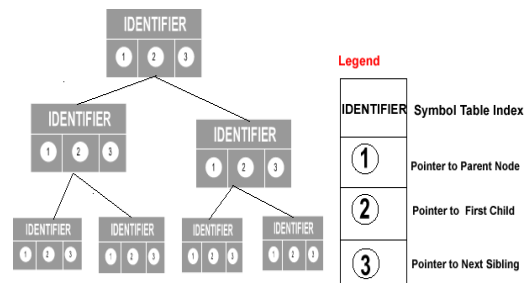 IDENTIFIER
1 2 3
IDENTIFIER
1 2 3
IDENTIFIER
1 2 3
IDENTIFIER
1 2 3
IDENTIFIER
1 2 3
IDENTIFIER
1 2 3
IDENTIFIER
1 2 3
Legend
IDENTIFIER Symbol Table Index
1 Pointer to Parent Node
2 Pointer to First Child
3 Pointer to Next Sibling